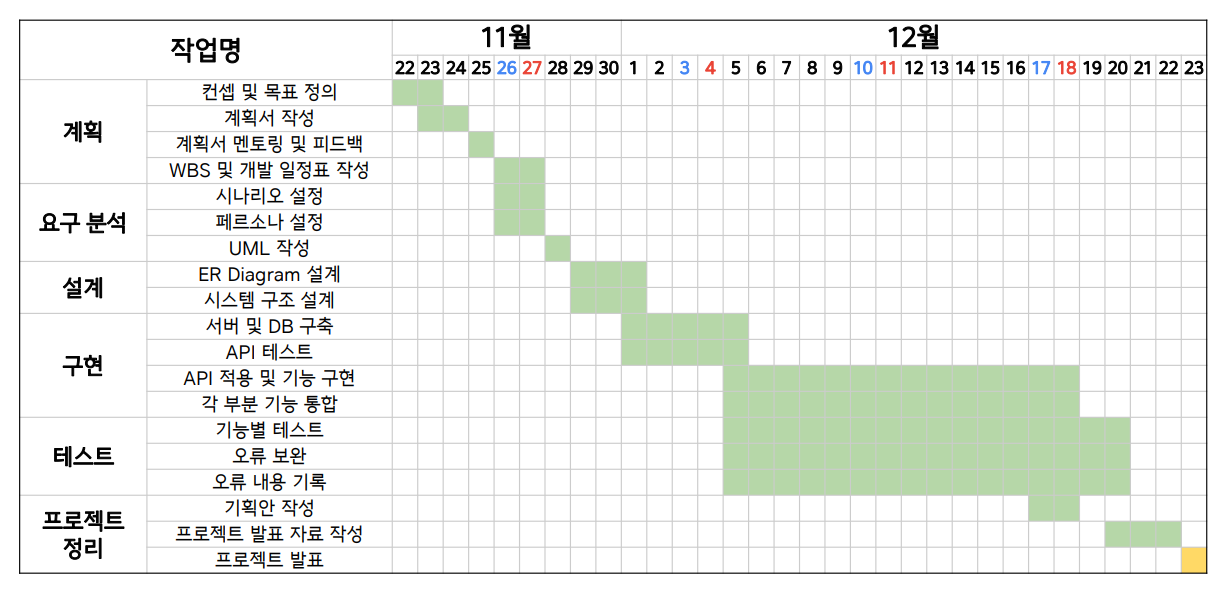 작업명 11월 12월
22 23 24 25 26 27 28 29 30 1 2 3 4 5 6 7 8 9 10 11 12 13 14 15 16 17 18 19 20 21 22 23
계획
컨셉 및 목표 정의
계획서 작성
계획서 멘토링 및 피드백
WBS 및 개발 일정표 작성
요구 분석
시나리오 설정
페르소나 설정
UML 작성
설계
ER Diagram 설계
시스템 구조 설계
구현
서버 및 DB 구축
API 테스트
API 적용 및 기능 구현
각 부분 기능 통합
테스트
기능별 테스트
오류 보완
오류 내용 기록
프로젝트
정리
기획안 작성
프로젝트 발표 자료 작성
프로젝트 발표